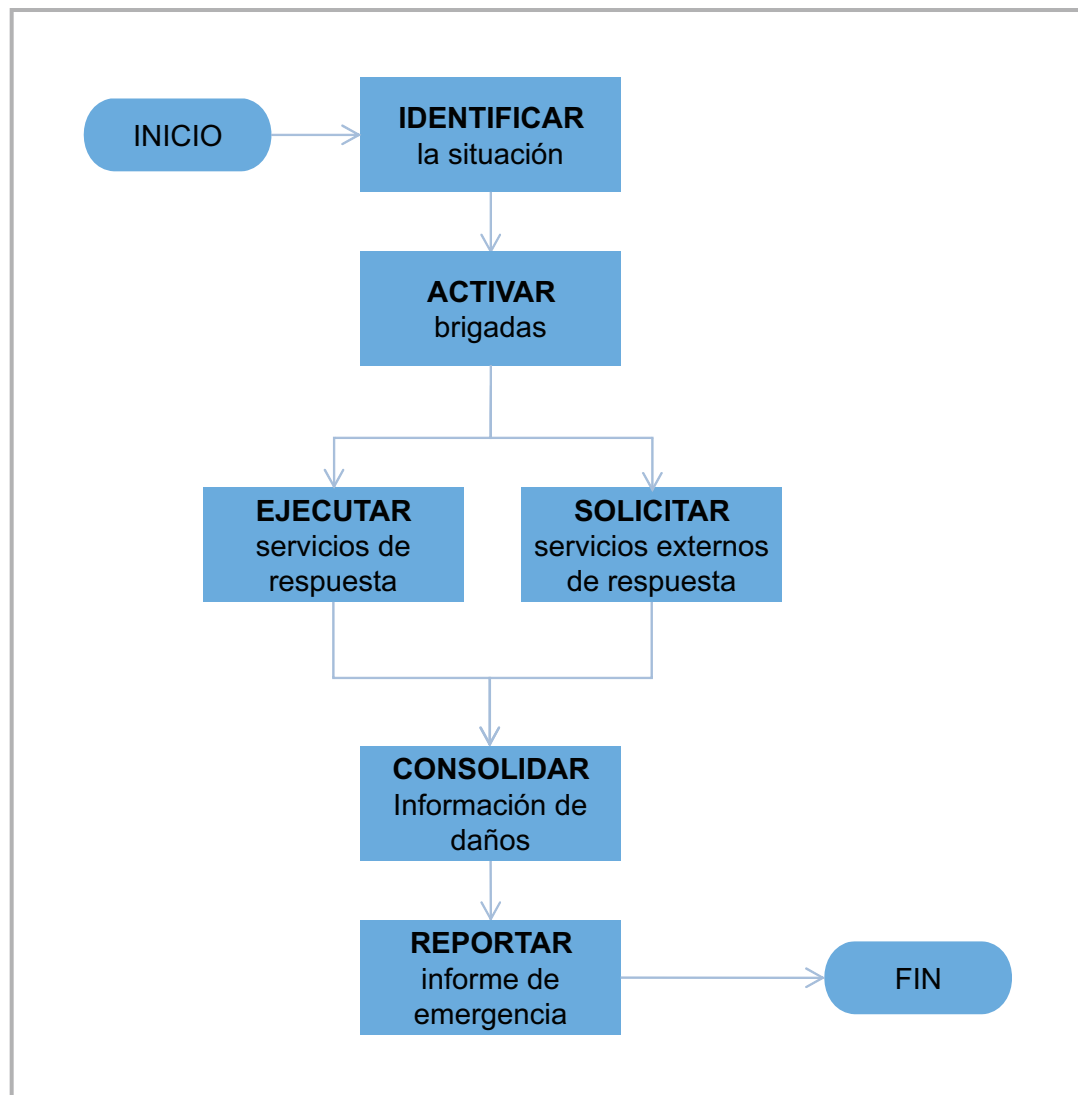 INICIO
IDENTIFICAR
la situación
ACTIVAR
brigadas
EJECUTAR
servicios de
respuesta
SOLICITAR
servicios externos
de respuesta
CONSOLIDAR
Información de
daños
REPORTAR
informe de
emergencia
FIN